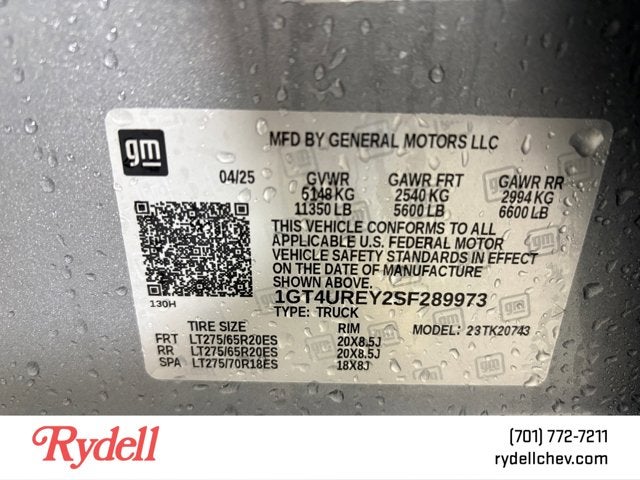 gm
MFD BY GENERAL MOTORS LLC
04/25 GVWR GAWR FRT GAWR RR
5148 KG 2540 KG 2994 KG
11350 LB 5600 LB 6600 LB
THIS VEHICLE CONFORMS TO ALL
APPLICABLE U.S. FEDERAL MOTOR
VEHICLE SAFETY STANDARDS IN EFFECT
ON THE DATE OF MANUFACTURE
SHOWN ABOVE.
130H
1GT4UREY2SF289973
TYPE: TRUCK
TIRE SIZE RIM MODEL: 23TK20743
FRT LT275/65R20ES 20X8.5J
RR LT275/65R20ES 20X8.5J
SPA LT275/70R18ES 18X8J
Rydell
(701) 772-7211
rydellchev.com